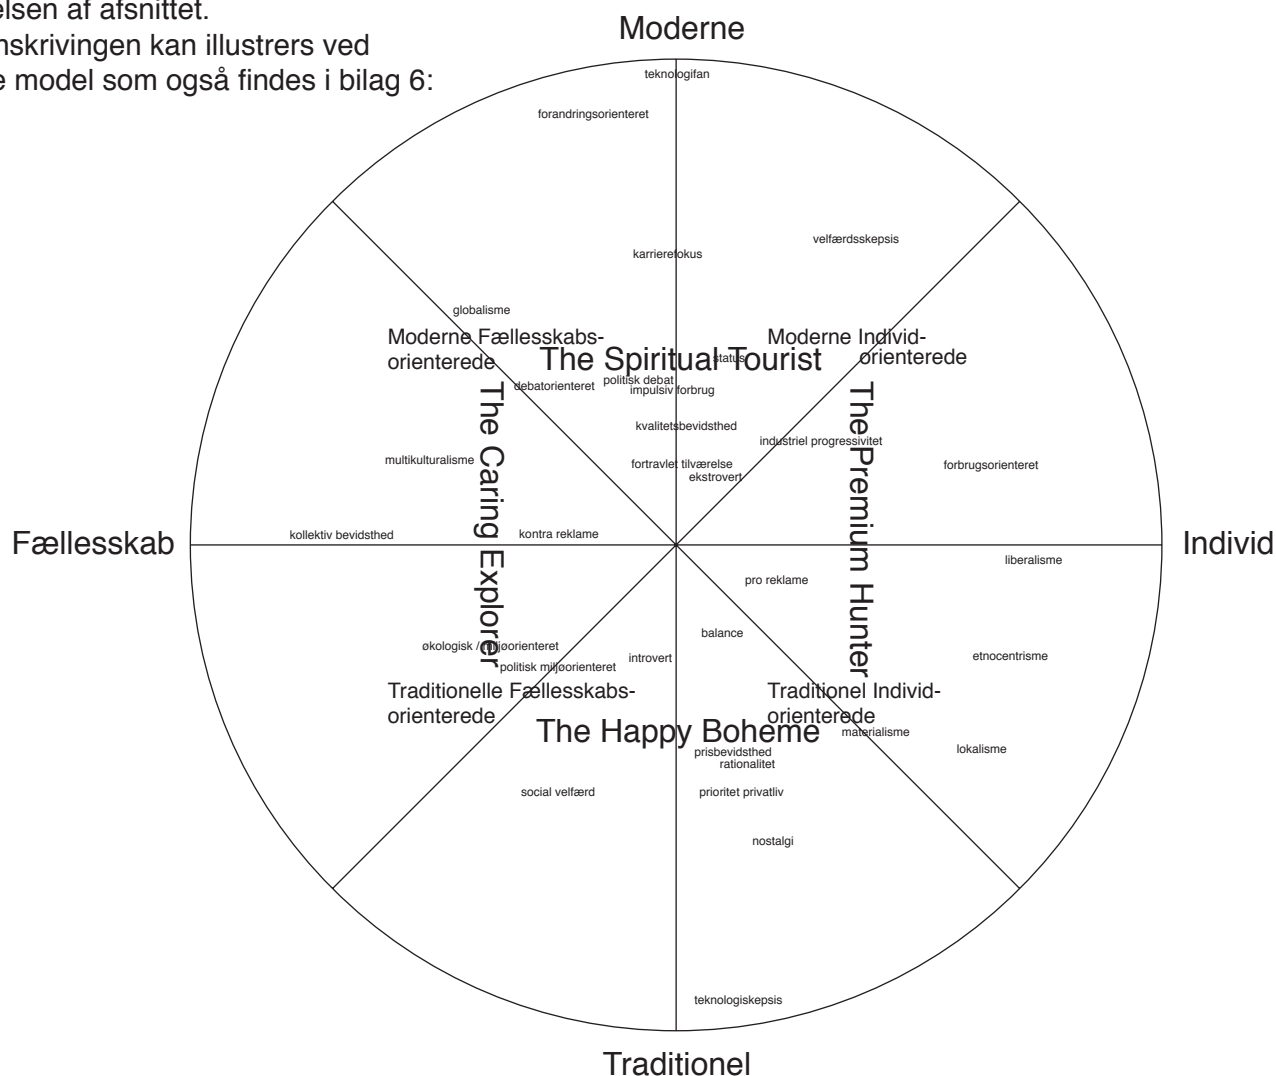 elsen af afsnittet.
nskrivingen kan illustrers ved
e model som også findes i bilag 6:
Moderne
teknologifan
forandringsorienteret
velfærdsskepsis
karrierefokus
globalisme
Moderne Fællesskabs-
orienterede
Moderne Individ-
orienterede
The Spiritual Tourist
status
politisk debat
debatorienteret
impulsiv forbrug
kvalitetsbevidsthed
industriel progressivitet
multikulturalisme
fortravlet tilværelse
forbrugsorienteret
ekstrovert
The Caring Explorer
The Premium Hunter
kollektiv bevidsthed
kontra reklame
Fællesskab
Individ
liberalisme
pro reklame
balance
økologisk / miljøorienteret
introvert
etnocentrisme
politisk miljøorienteret
Traditionelle Fællesskabs-
orienterede
Traditionel Individ-
orienterede
The Happy Boheme
materialisme
lokalisme
prisbevidsthed
rationalitet
social velfærd
prioritet privatliv
nostalgi
teknologiskepsis
Traditionel